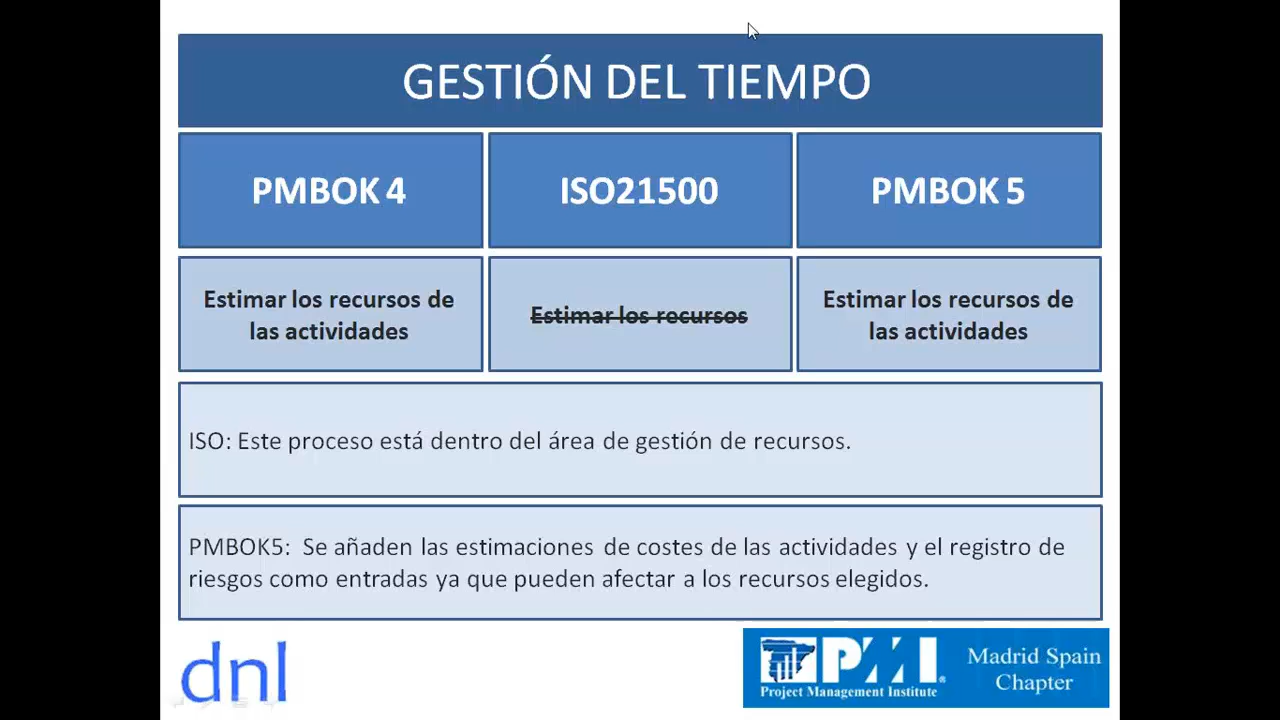 GESTIÓN DEL TIEMPO
PMBOK 4
ISO21500
PMBOK 5
Estimar los recursos de
las actividades
Estimar los recursos
Estimar los recursos de
las actividades
ISO: Este proceso está dentro del área de gestión de recursos.
PMBOK5: Se añaden las estimaciones de costes de las actividades y el registro de
riesgos como entradas ya que pueden afectar a los recursos elegidos.
dnl
PMI®
Project Management Institute
Madrid Spain
Chapter